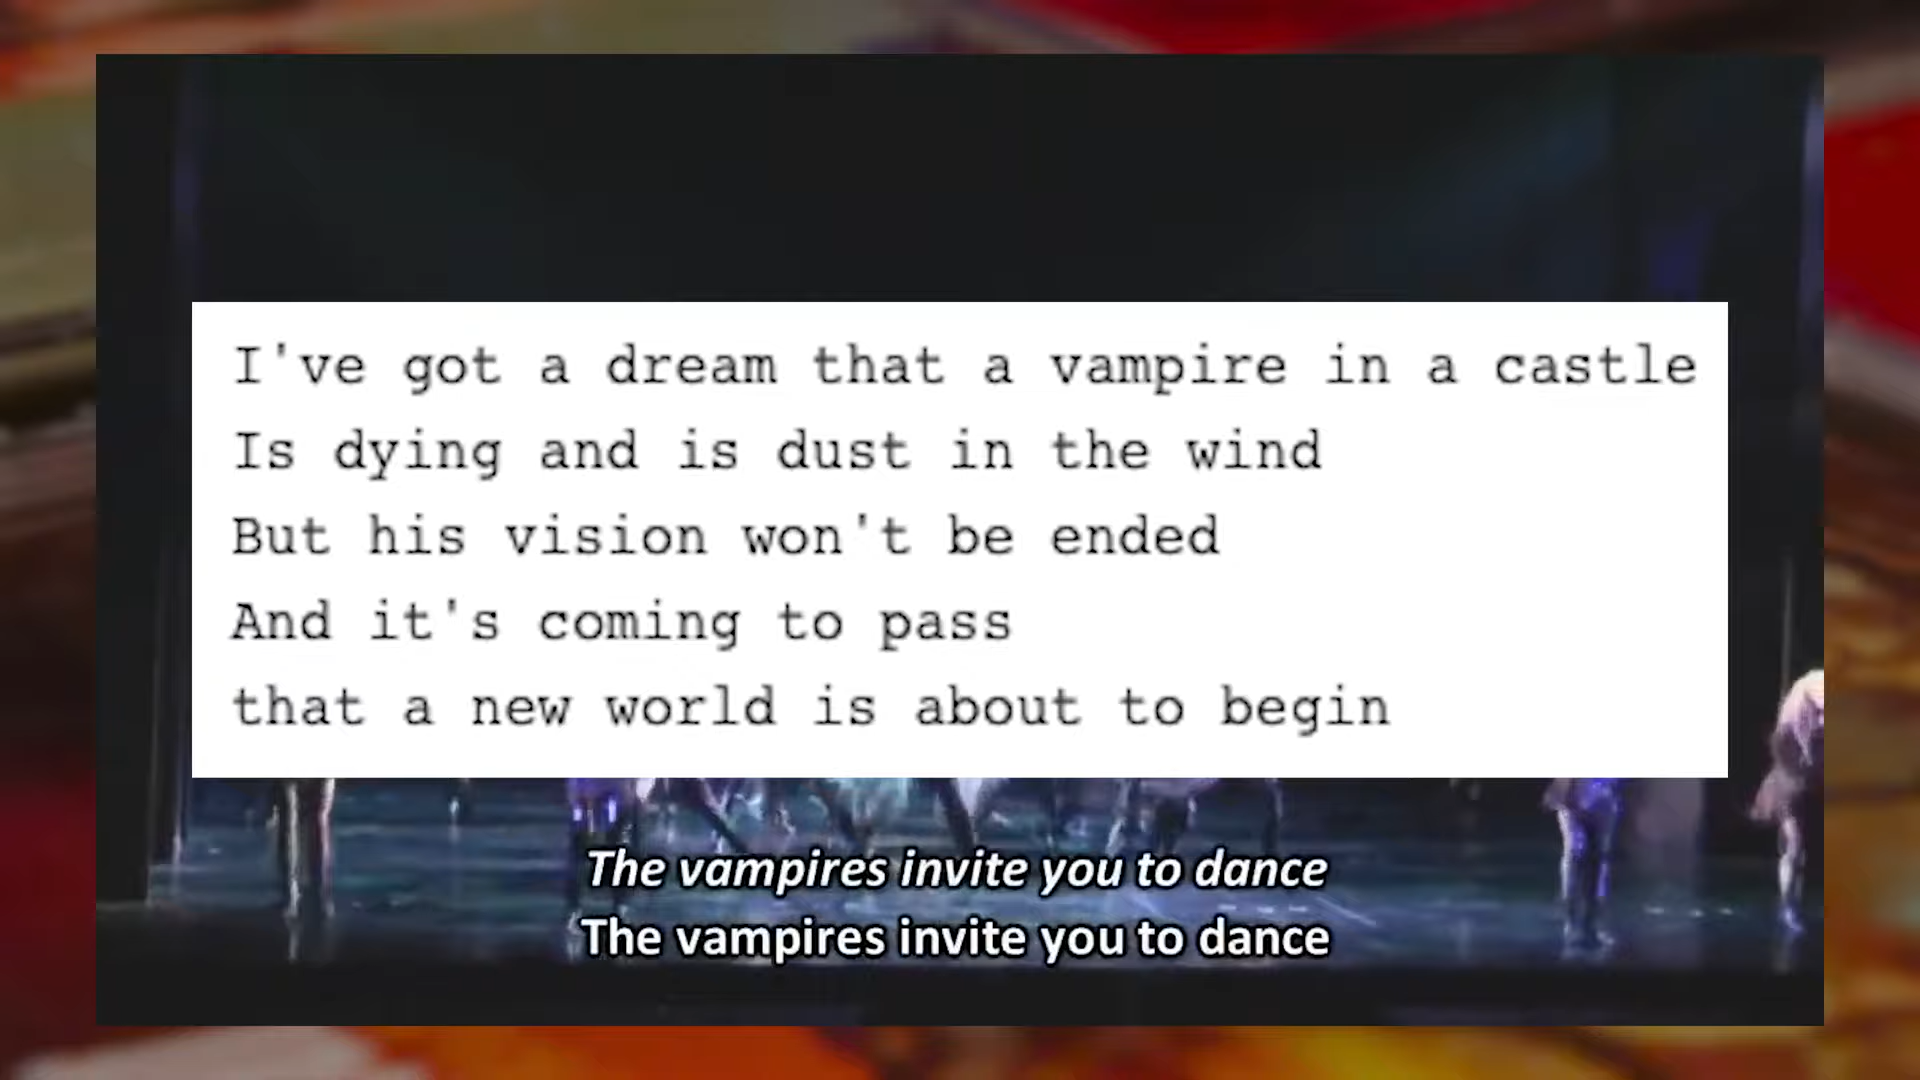 I've got a dream that a vampire in a castle
Is dying and is dust in the wind
But his vision won't be ended
And it's coming to pass
that a new world is about to begin
The vampires invite you to dance
The vampires invite you to dance